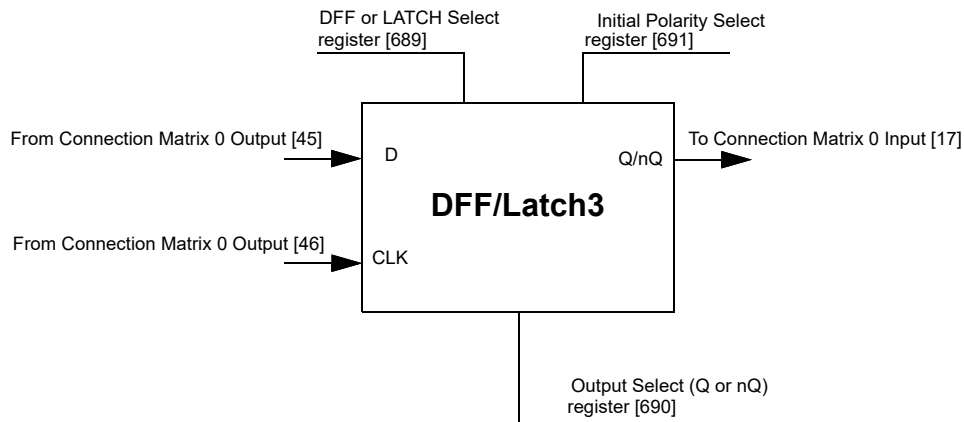 DFF or LATCH Select
register [689]
Initial Polarity Select
register [691]
From Connection Matrix 0 Output [45]
D
Q/nQ
To Connection Matrix 0 Input [17]
DFF/Latch3
From Connection Matrix 0 Output [46]
CLK
Output Select (Q or nQ)
register [690]